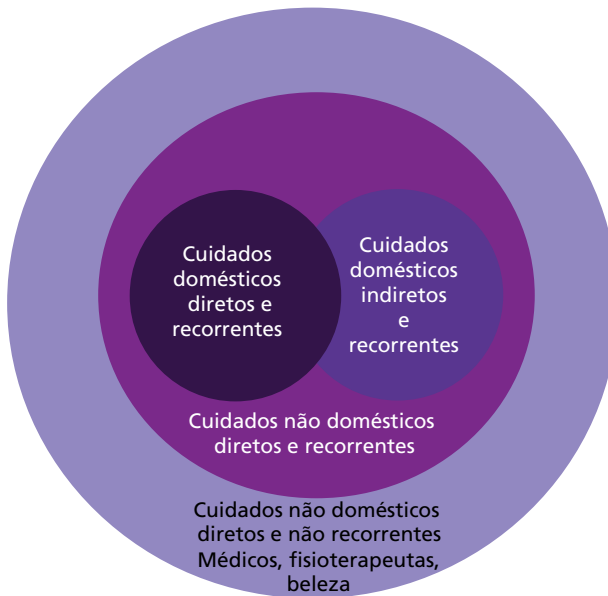 Cuidados
domésticos
diretos e
recorrentes
Cuidados
domésticos
indiretos
e
recorrentes
Cuidados não domésticos
diretos e recorrentes
Cuidados não domésticos
diretos e não recorrentes
Médicos, fisioterapeutas,
beleza